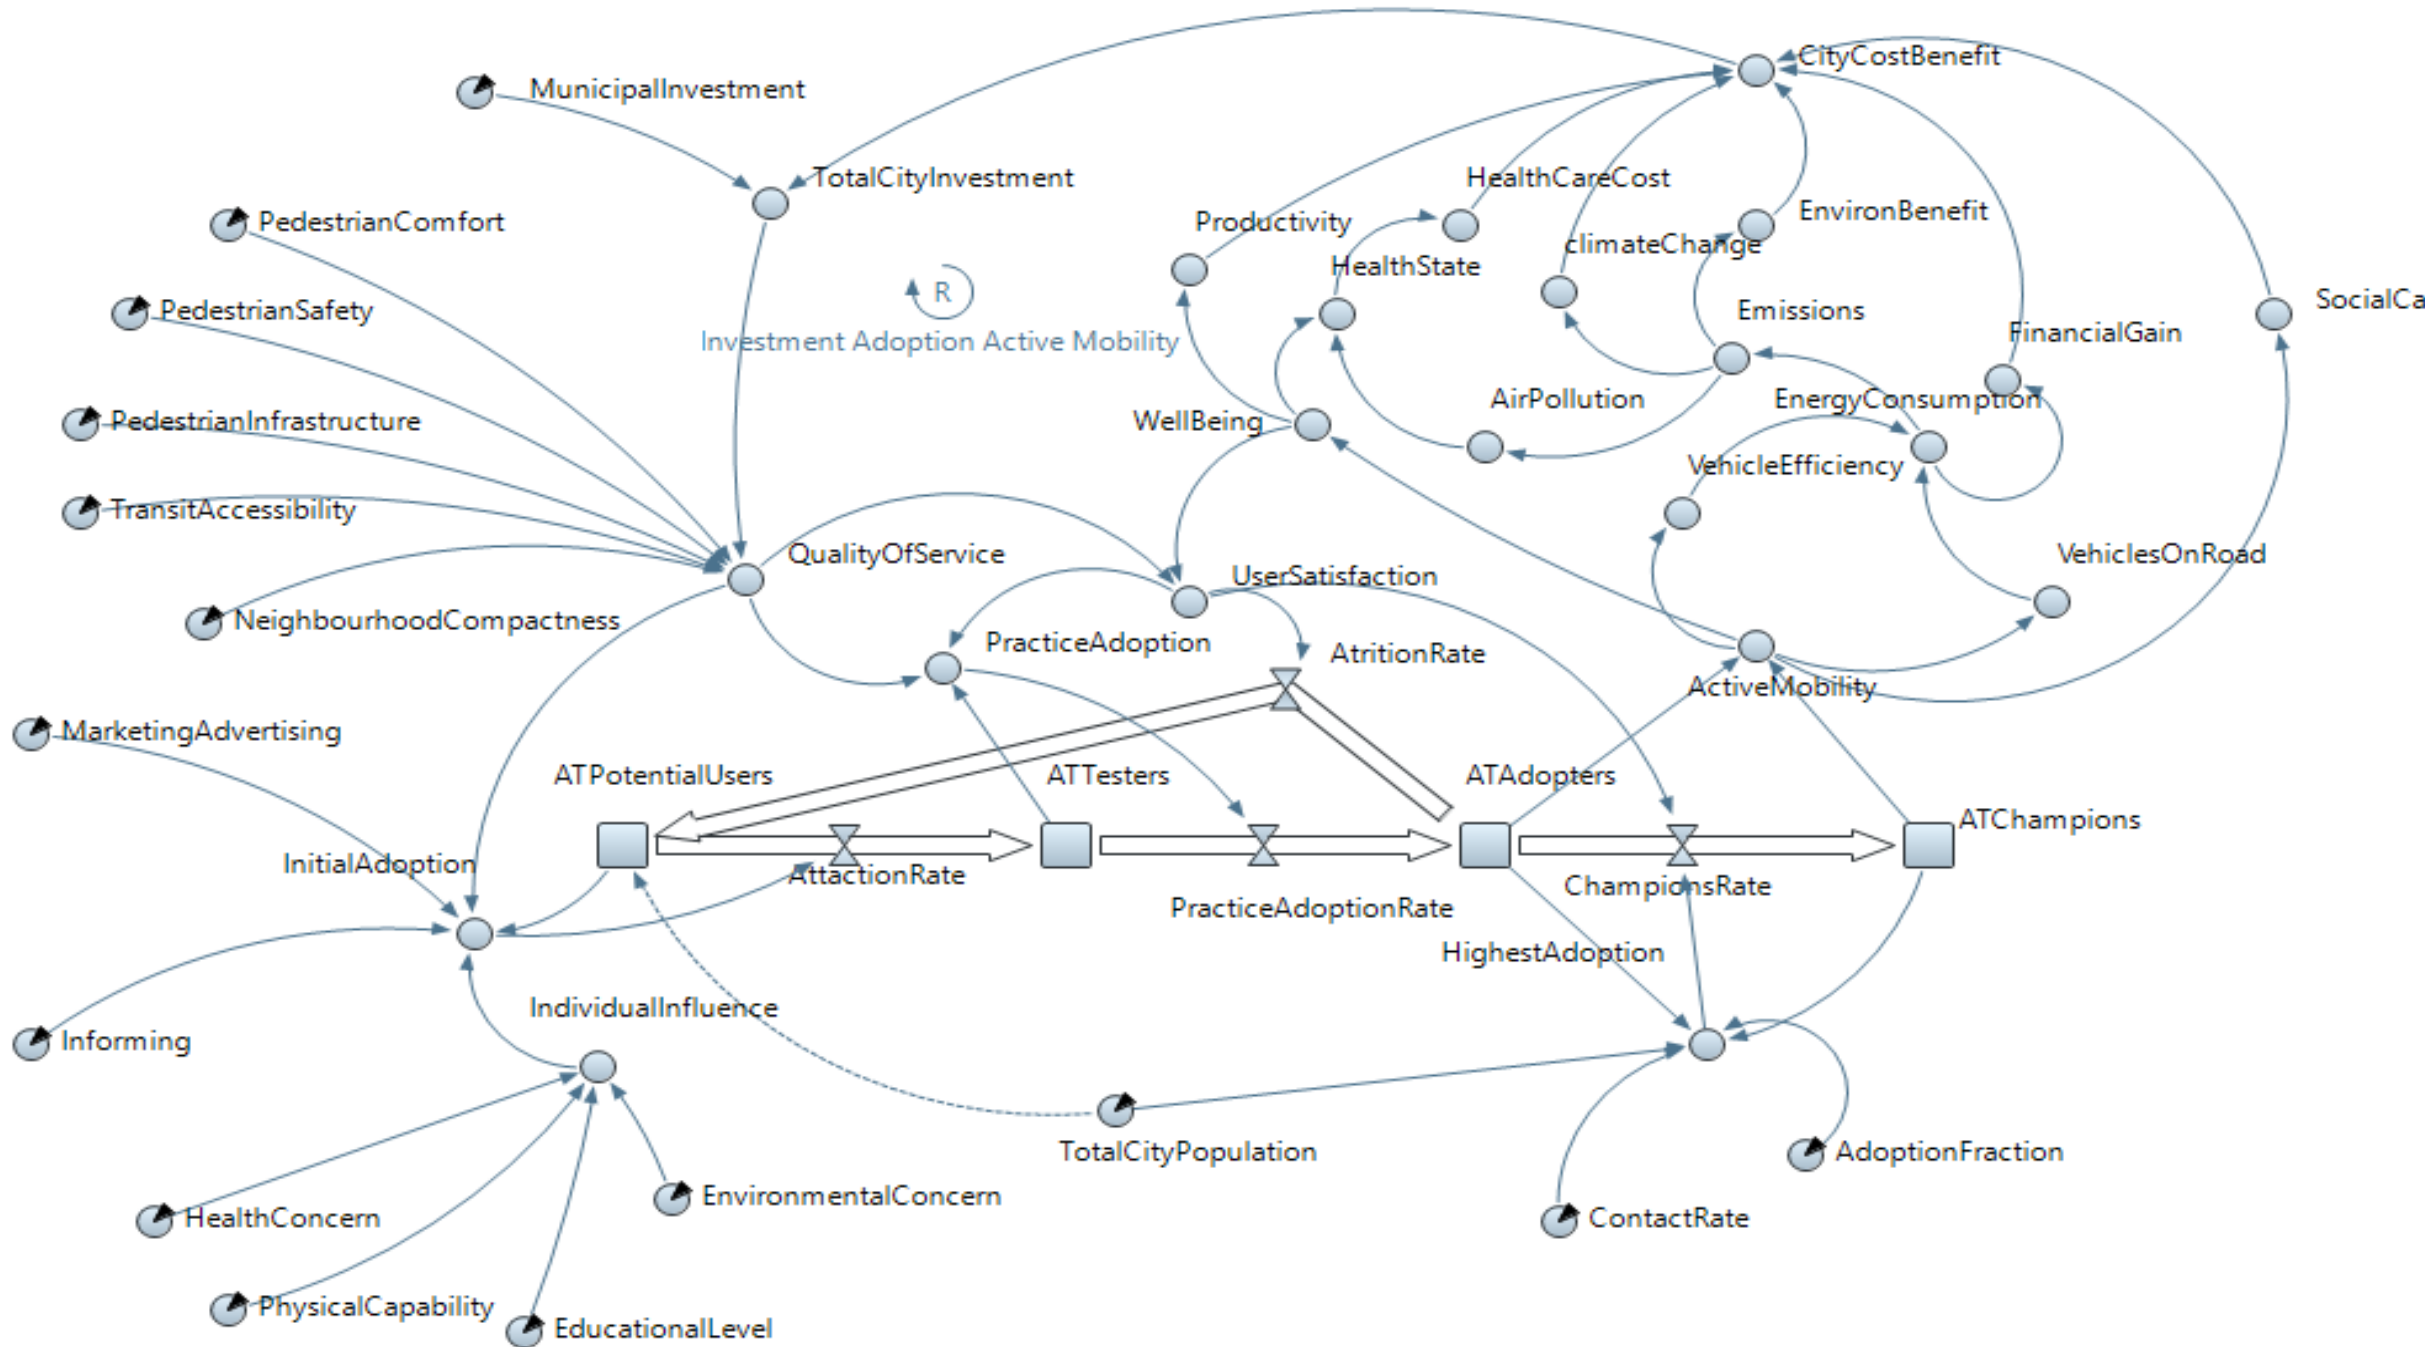 CityCostBenefit
MunicipalInvestment
TotalCityInvestment
HealthCareCost
PedestrianComfort
Productivity
EnvironBenefit
climateChange
HealthState
R
PedestrianSafety
Emissions
SocialCa
Investment Adoption Active Mobility
FinancialGain
AirPollution
EnergyConsumption
PedestrianInfrastructure
WellBeing
VehicleEfficiency
TransitAccessibility
QualityOfService
VehiclesOnRoad
UserSatisfaction
NeighbourhoodCompactness
PracticeAdoption
AtritionRate
ActiveMobility
MarketingAdvertising
ATPotentialUsers
ATTesters
ATAdopters
ATChampions
InitialAdoption
AttactionRate
ChampionsRate
PracticeAdoptionRate
HighestAdoption
IndividualInfluence
Informing
TotalCityPopulation
AdoptionFraction
EnvironmentalConcern
HealthConcern
ContactRate
PhysicalCapability
EducationalLevel